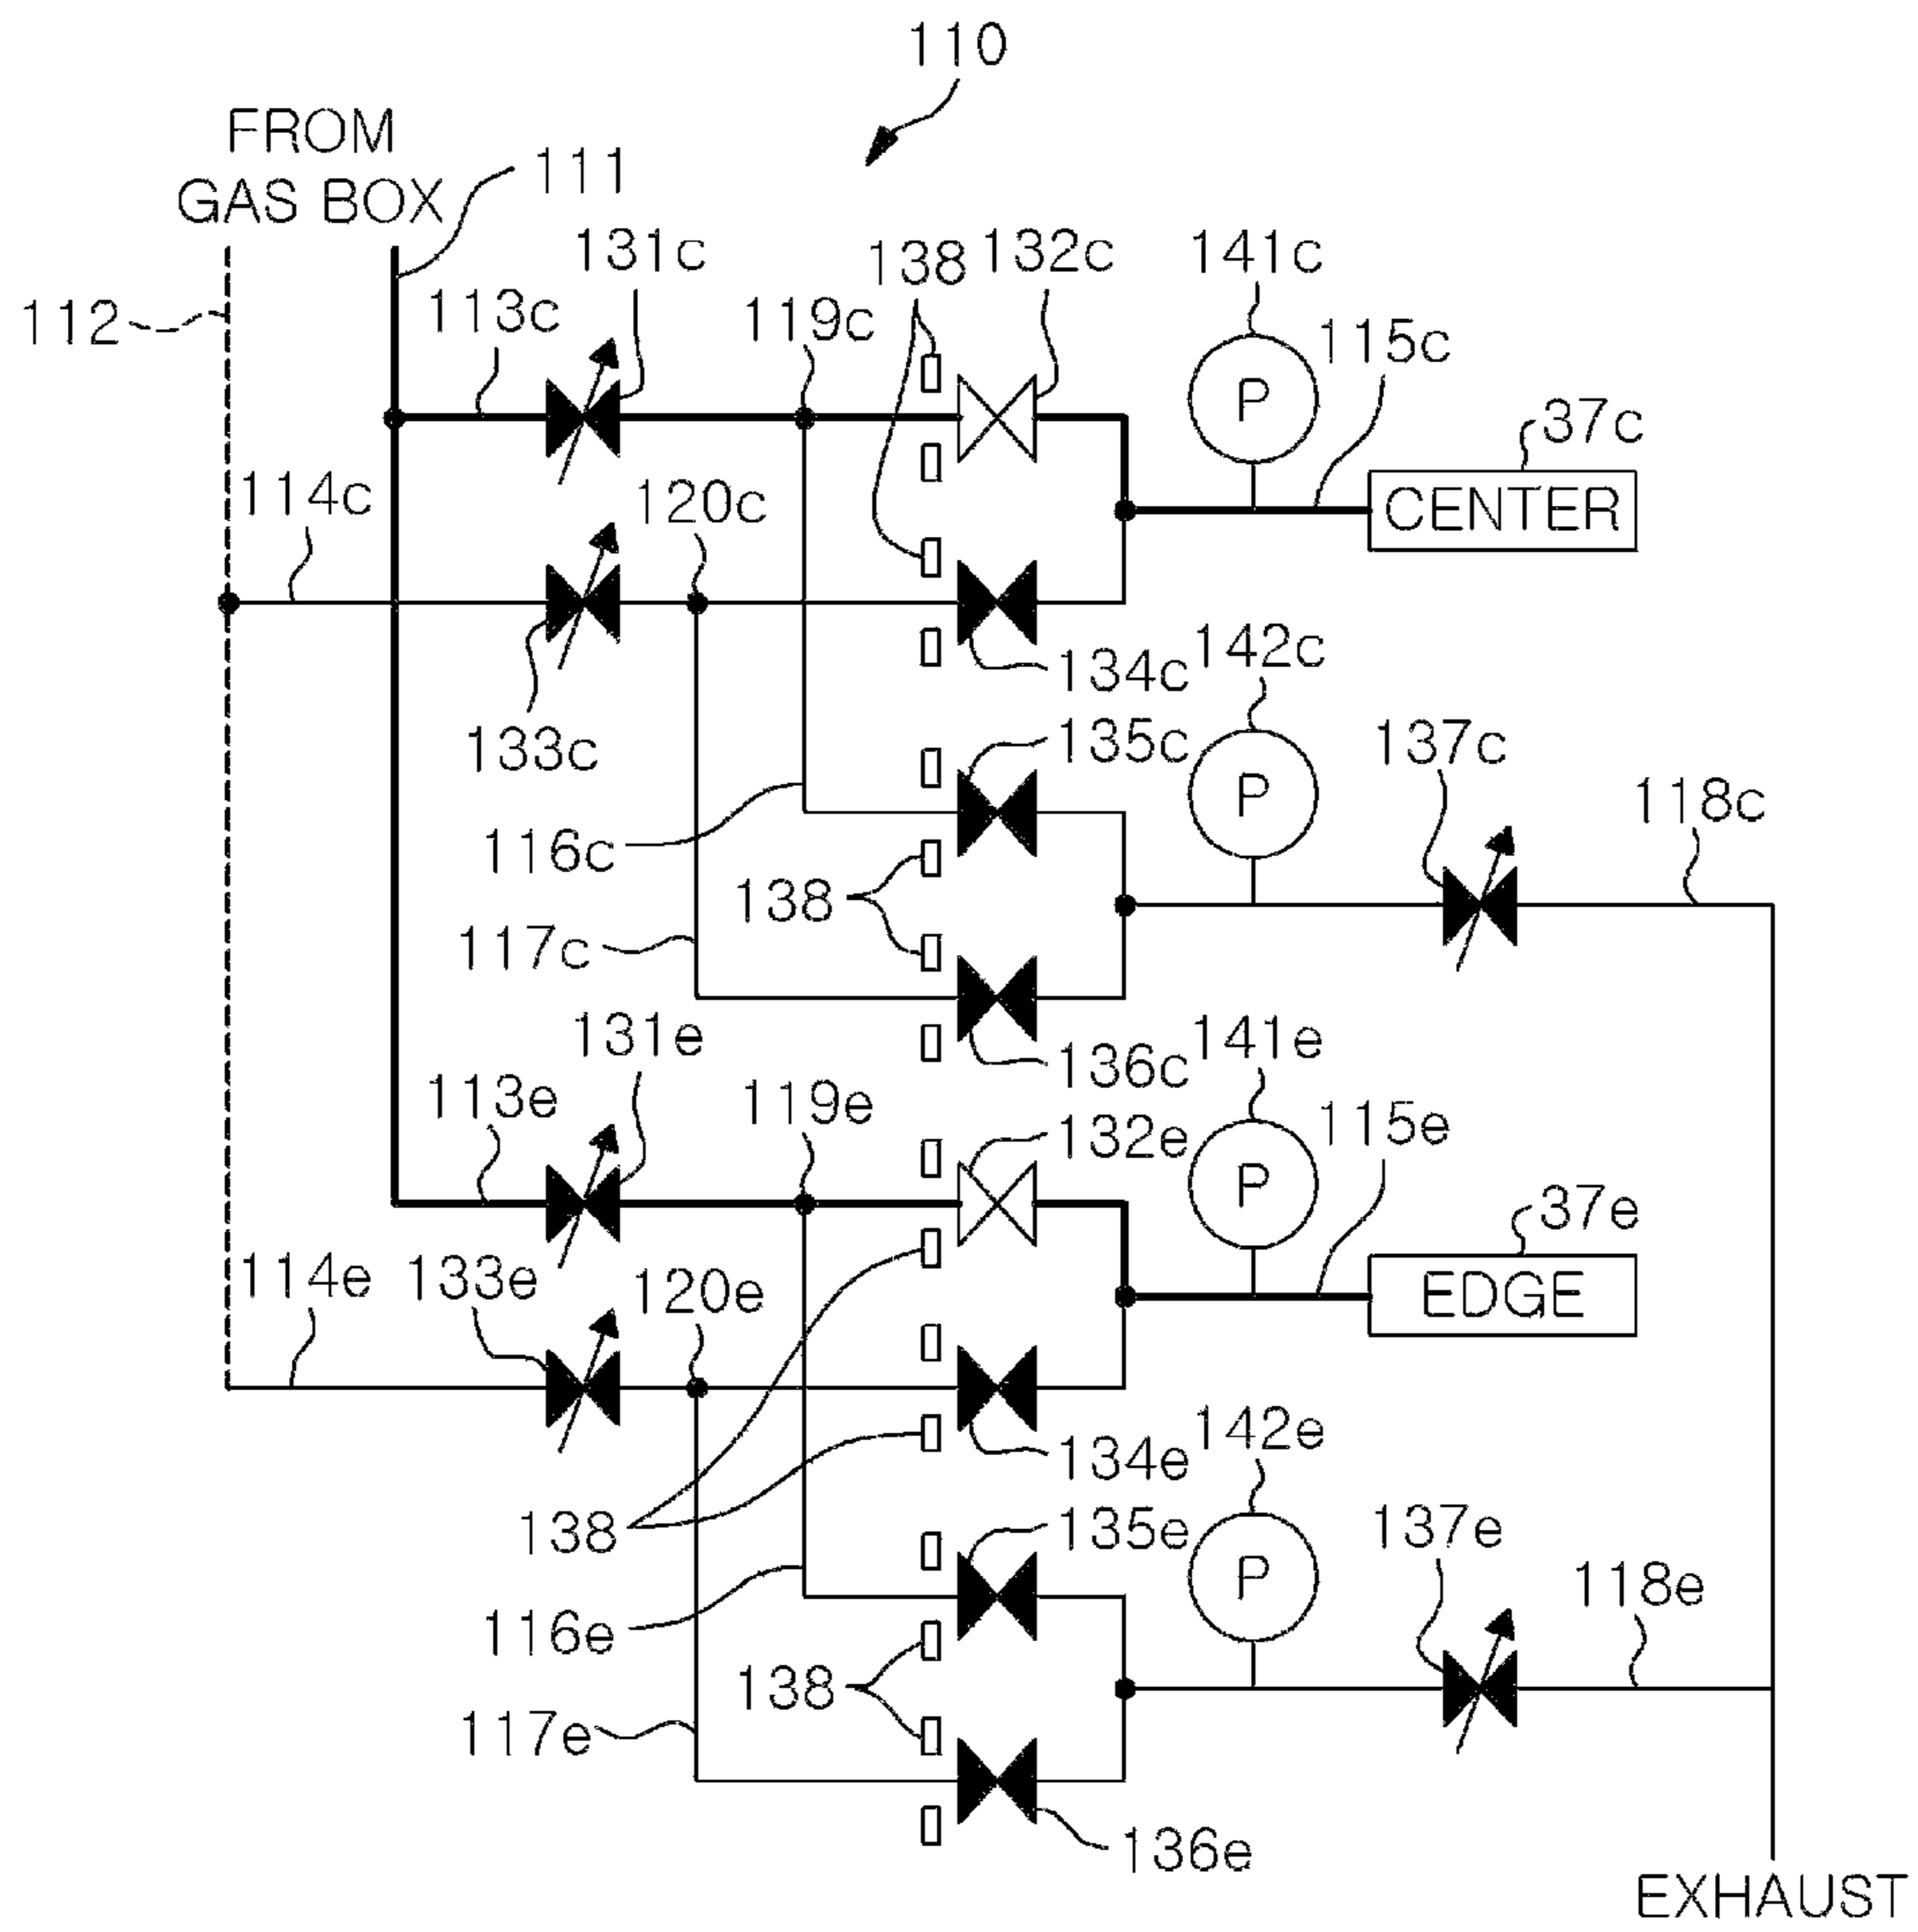 110
FROM
GAS BOX
111
131c
138
132c
141c
112
113c
119c
115c
37c
CENTER
114c
120c
133c
134c
142c
135c
137c
118c
116c
138
117c
131e
136c
141e
113e
119e
132e
115e
37e
EDGE
114e
133e
120e
134e
142e
138
135e
137e
118e
116e
138
117e
136e
EXHAUST
P
P
P
P